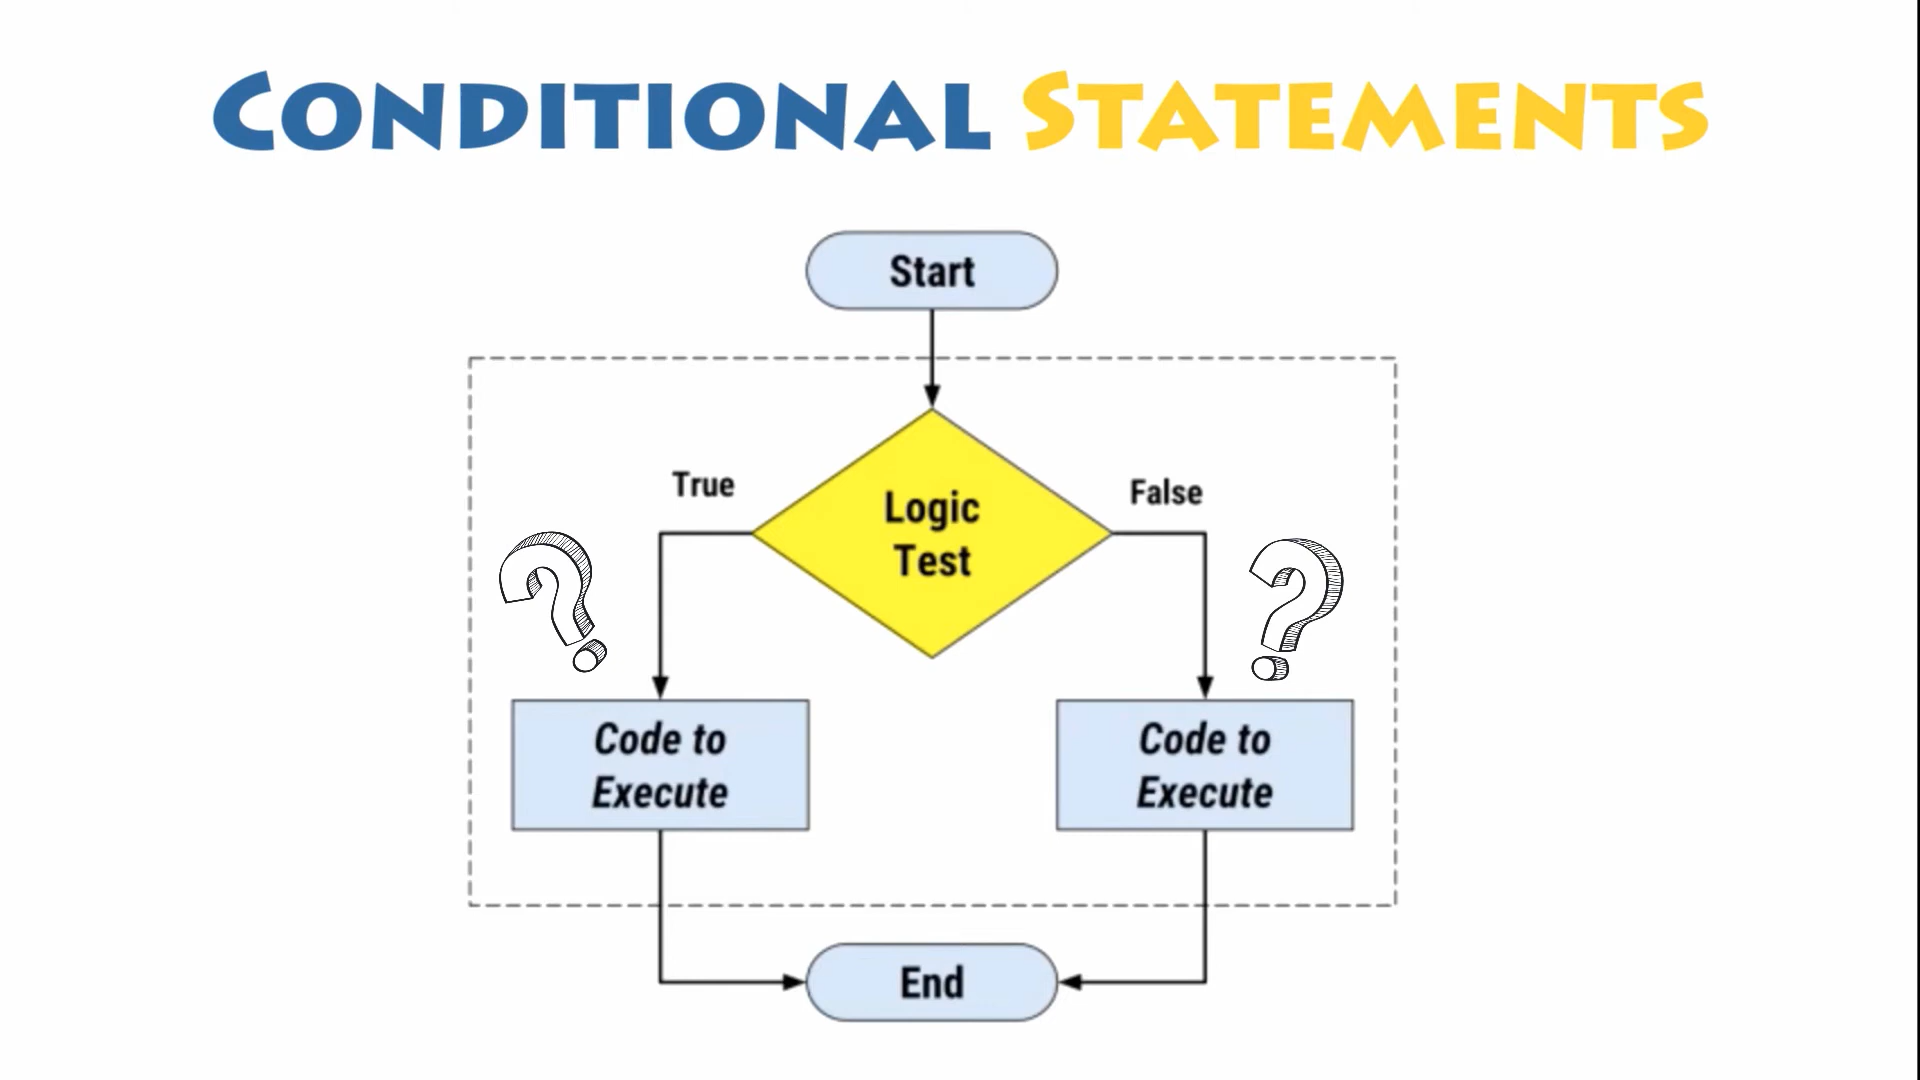 CONDITIONAL STATEMENTS
Start
True
False
Logic
Test
Code to
Execute
Code to
Execute
End